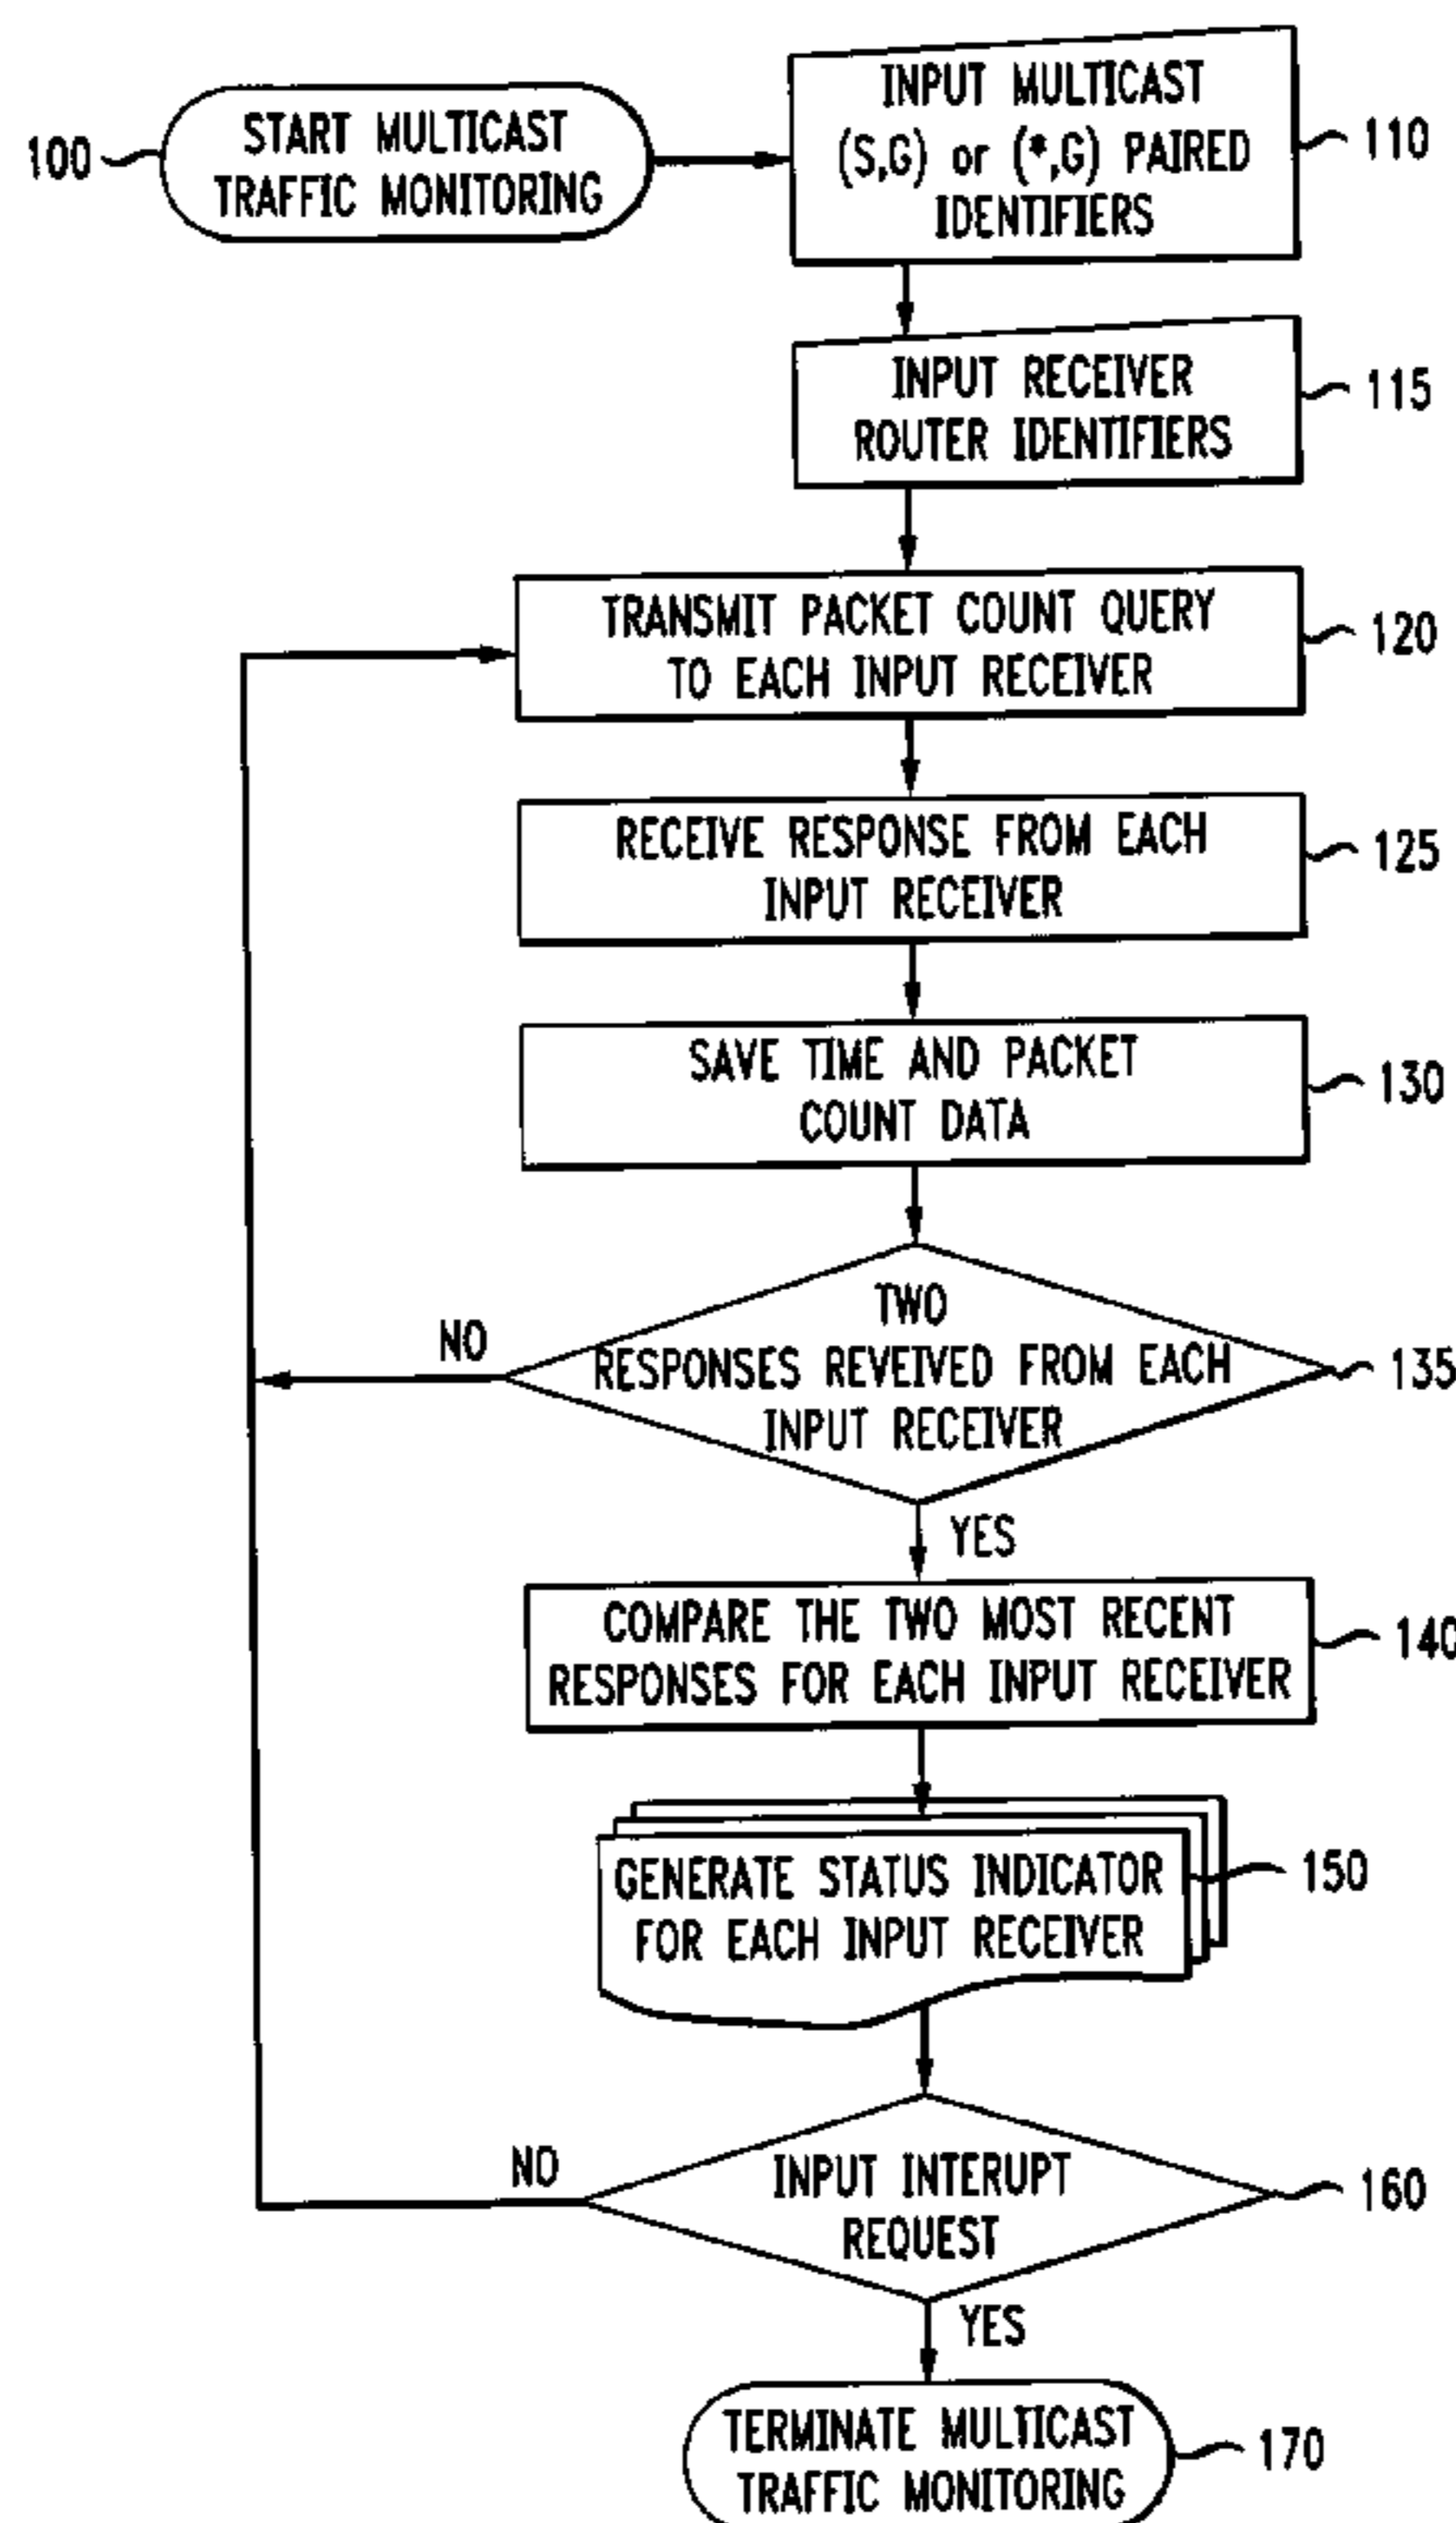 100
START MULTICAST
TRAFFIC MONITORING
INPUT MULTICAST
(S,G) or (*,G) PAIRED
IDENTIFIERS
110
INPUT RECEIVER
ROUTER IDENTIFIERS
115
TRANSMIT PACKET COUNT QUERY
TO EACH INPUT RECEIVER
120
RECEIVE RESPONSE FROM EACH
INPUT RECEIVER
125
SAVE TIME AND PACKET
COUNT DATA
130
TWO
RESPONSES REVEIVED FROM EACH
INPUT RECEIVER
135
NO
YES
COMPARE THE TWO MOST RECENT
RESPONSES FOR EACH INPUT RECEIVER
140
GENERATE STATUS INDICATOR
FOR EACH INPUT RECEIVER
150
INPUT INTERUPT
REQUEST
160
NO
YES
TERMINATE MULTICAST
TRAFFIC MONITORING
170